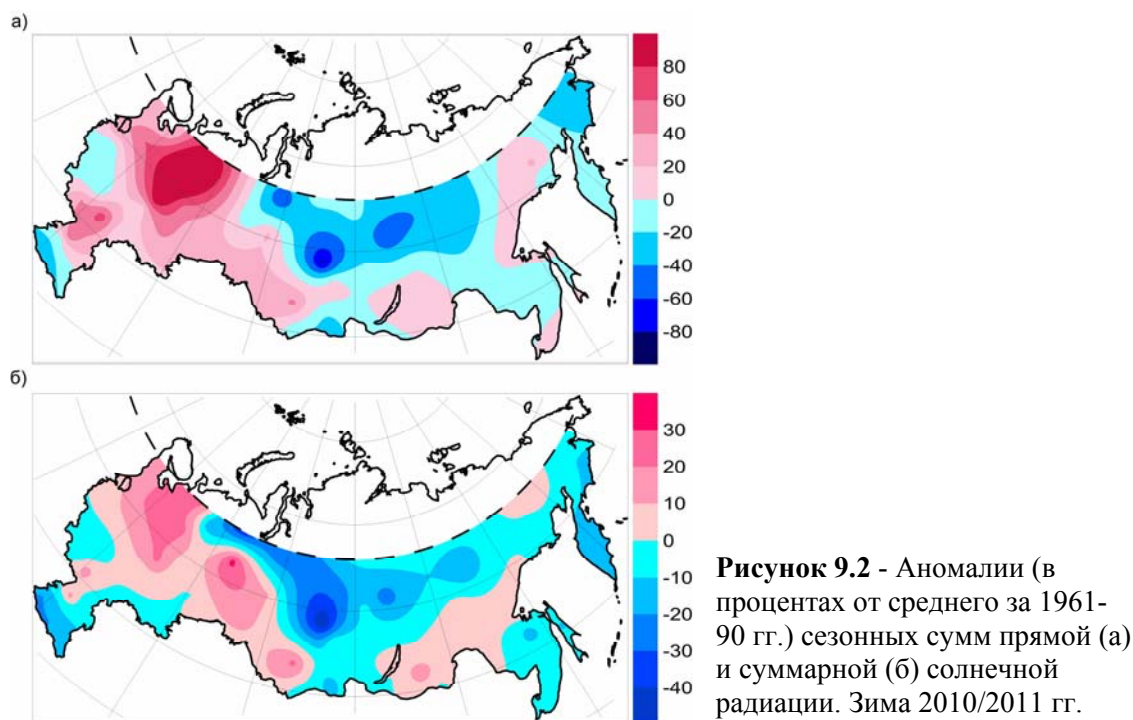 а)
80
60
40
20
0
-20
-40
-60
-80
б)
30
20
10
0
-10
-20
-30
-40
Рисунок 9.2 - Аномалии (в
процентах от среднего за 1961-
90 гг.) сезонных сумм прямой (а)
и суммарной (б) солнечной
радиации. Зима 2010/2011 гг.